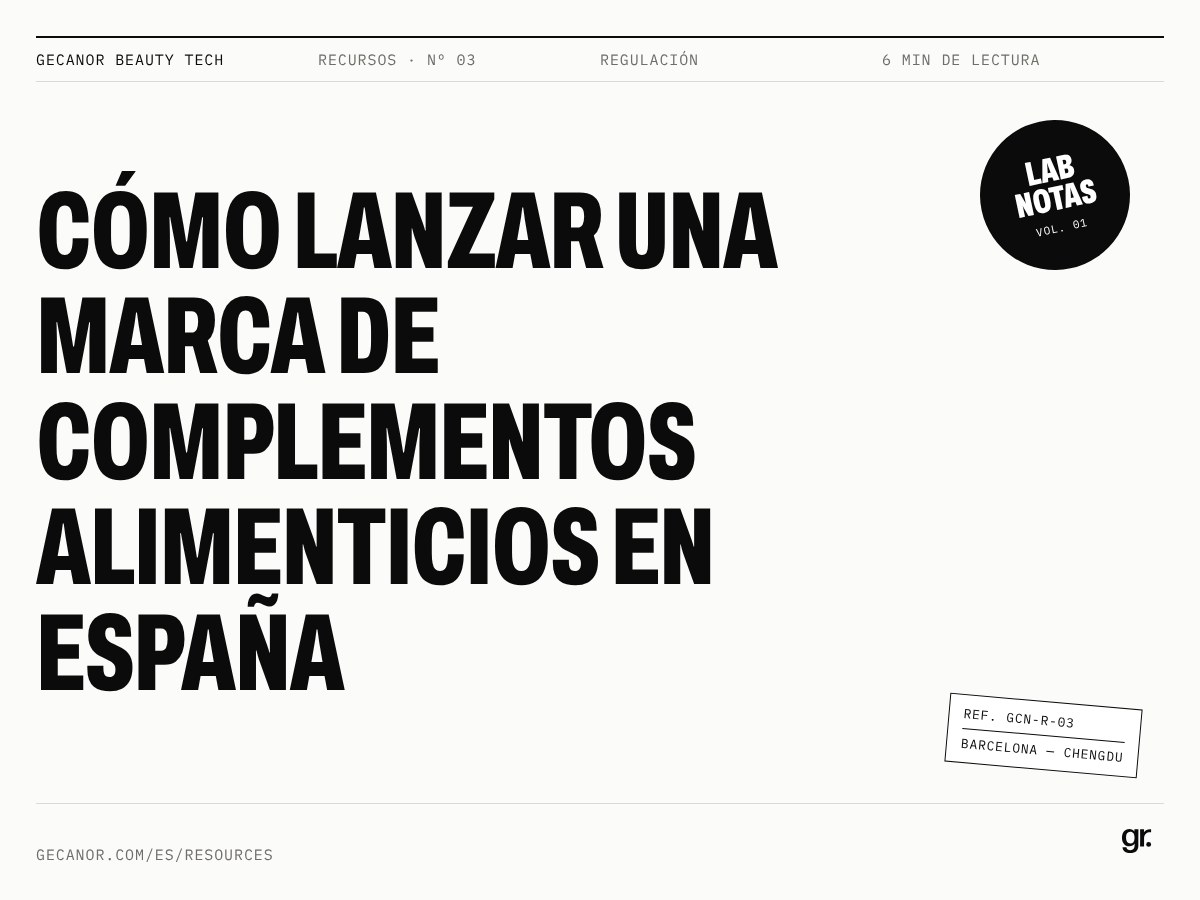 GECANOR BEAUTY TECH
RECURSOS · Nº 03
REGULACIÓN
6 MIN DE LECTURA
LAB
NOTAS
VOL. 01
CÓMO LANZAR UNA
MARCA DE
COMPLEMENTOS
ALIMENTICIOS EN
ESPAÑA
REF. GCN-R-03
BARCELONA — CHENGDU
GECANOR.COM/ES/RESOURCES
gr.